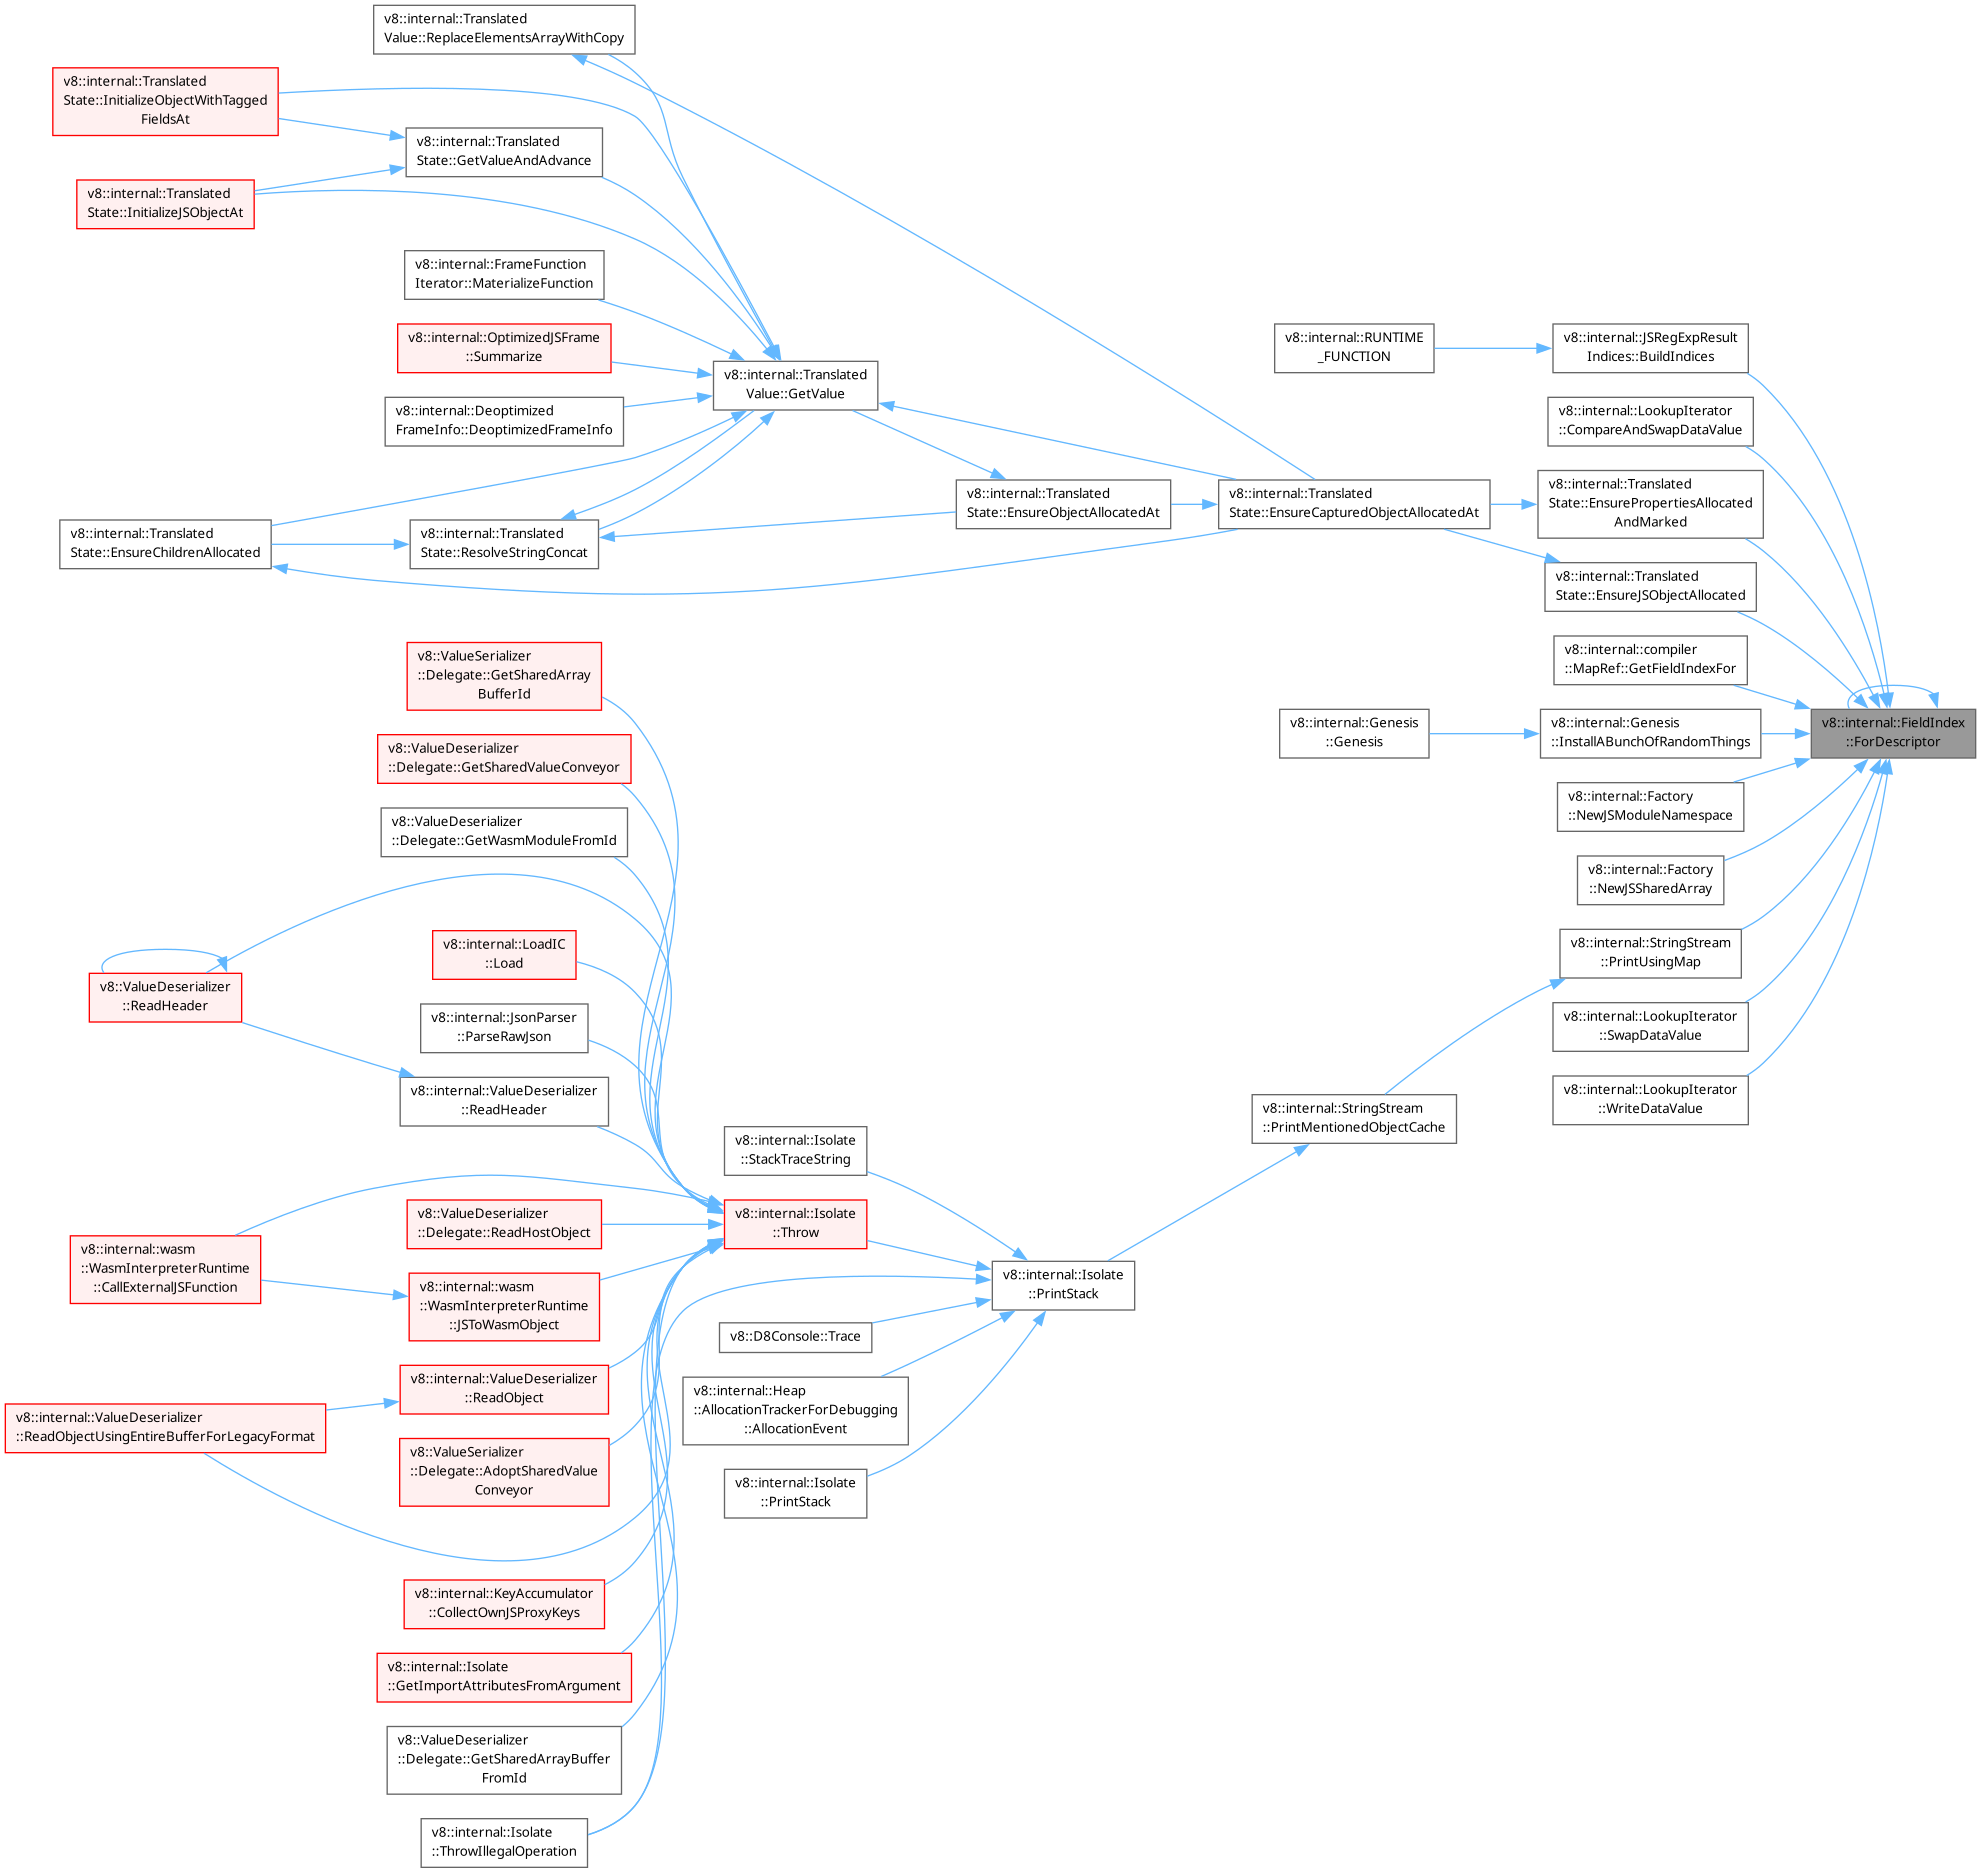 v8::internal::Translated
Value::ReplaceElementsArrayWithCopy
v8::internal::Translated
State::InitializeObjectWithTagged
FieldsAt
v8::internal::Translated
State::GetValueAndAdvance
v8::internal::Translated
State::InitializeJSObjectAt
v8::internal::FrameFunction
Iterator::MaterializeFunction
v8::internal::OptimizedJSFrame
::Summarize
v8::internal::Translated
Value::GetValue
v8::internal::Deoptimized
FrameInfo::DeoptimizedFrameInfo
v8::internal::RUNTIME
_FUNCTION
v8::internal::JSRegExpResult
Indices::BuildIndices
v8::internal::LookupIterator
::CompareAndSwapDataValue
v8::internal::Translated
State::EnsureChildrenAllocated
v8::internal::Translated
State::ResolveStringConcat
v8::internal::Translated
State::EnsureObjectAllocatedAt
v8::internal::Translated
State::EnsureCapturedObjectAllocatedAt
v8::internal::Translated
State::EnsurePropertiesAllocated
AndMarked
v8::internal::Translated
State::EnsureJSObjectAllocated
v8::internal::compiler
::MapRef::GetFieldIndexFor
v8::internal::Genesis
::Genesis
v8::internal::Genesis
::InstallABunchOfRandomThings
v8::internal::FieldIndex
::ForDescriptor
v8::internal::Factory
::NewJSModuleNamespace
v8::internal::Factory
::NewJSSharedArray
v8::internal::StringStream
::PrintUsingMap
v8::internal::LookupIterator
::SwapDataValue
v8::internal::LookupIterator
::WriteDataValue
v8::ValueSerializer
::Delegate::GetSharedArray
BufferId
v8::ValueDeserializer
::Delegate::GetSharedValueConveyor
v8::ValueDeserializer
::Delegate::GetWasmModuleFromId
v8::internal::LoadIC
::Load
v8::ValueDeserializer
::ReadHeader
v8::internal::JsonParser
::ParseRawJson
v8::internal::ValueDeserializer
::ReadHeader
v8::internal::StringStream
::PrintMentionedObjectCache
v8::internal::Isolate
::StackTraceString
v8::ValueDeserializer
::Delegate::ReadHostObject
v8::internal::Isolate
::Throw
v8::internal::wasm
::WasmInterpreterRuntime
::CallExternalJSFunction
v8::internal::wasm
::WasmInterpreterRuntime
::JSToWasmObject
v8::internal::Isolate
::PrintStack
v8::D8Console::Trace
v8::internal::Heap
::AllocationTrackerForDebugging
::AllocationEvent
v8::internal::Isolate
::PrintStack
v8::internal::ValueDeserializer
::ReadObject
v8::internal::ValueDeserializer
::ReadObjectUsingEntireBufferForLegacyFormat
v8::ValueSerializer
::Delegate::AdoptSharedValue
Conveyor
v8::internal::KeyAccumulator
::CollectOwnJSProxyKeys
v8::internal::Isolate
::GetImportAttributesFromArgument
v8::ValueDeserializer
::Delegate::GetSharedArrayBuffer
FromId
v8::internal::Isolate
::ThrowIllegalOperation